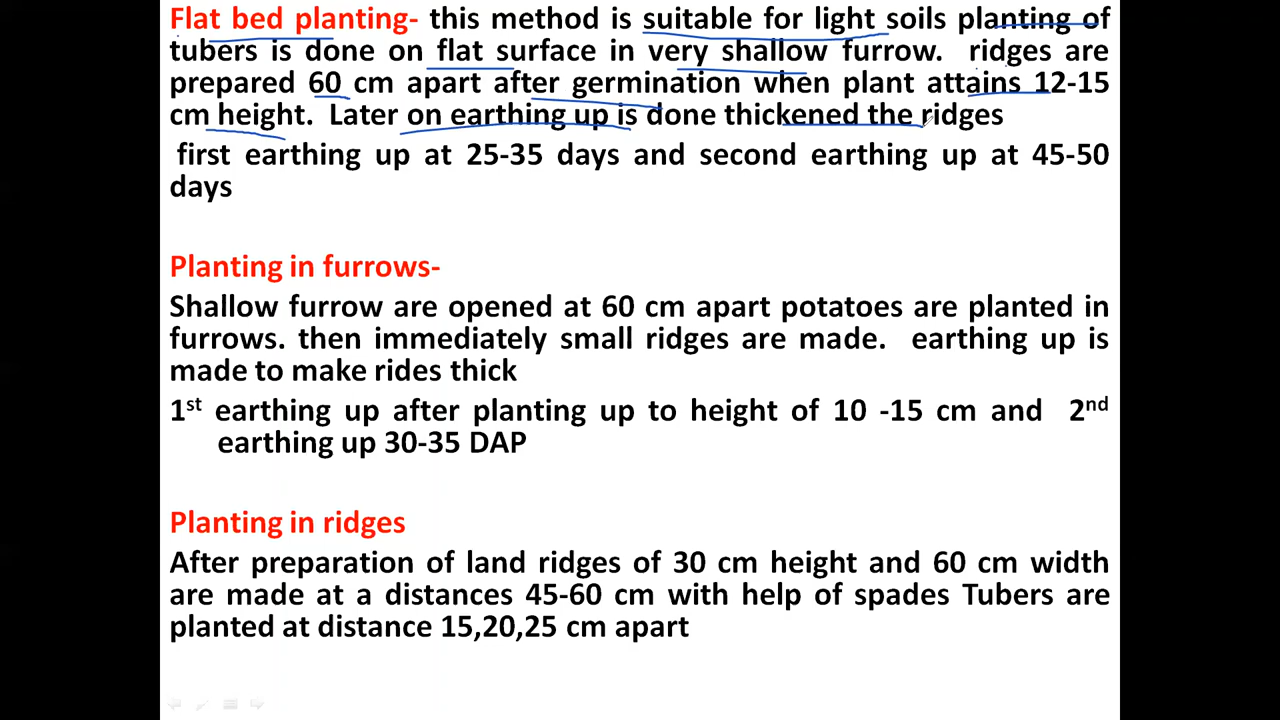 Flat bed planting- this method is suitable for light soils planting of
tubers is done on flat surface in very shallow furrow. ridges are
prepared 60 cm apart after germination when plant attains 12-15
cm height. Later on earthing up is done thickened the ridges
first earthing up at 25-35 days and second earthing up at 45-50
days
Planting in furrows-
Shallow furrow are opened at 60 cm apart potatoes are planted in
furrows. then immediately small ridges are made. earthing up is
made to make rides thick
1st earthing up after planting up to height of 10 -15 cm and 2nd
earthing up 30-35 DAP
Planting in ridges
After preparation of land ridges of 30 cm height and 60 cm width
are made at a distances 45-60 cm with help of spades Tubers are
planted at distance 15,20,25 cm apart